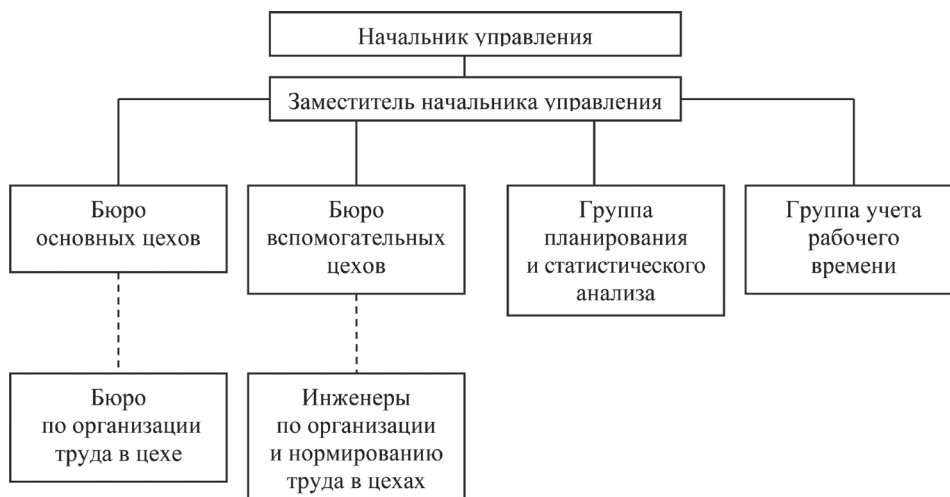 Начальник управления
Заместитель начальника управления
Бюро
основных цехов
Бюро
вспомогательных
цехов
Группа
планирования
и статистического
анализа
Группа учета
рабочего
времени
Бюро
по организации
труда в цехе
Инженеры
по организации
и нормированию
труда в цехах